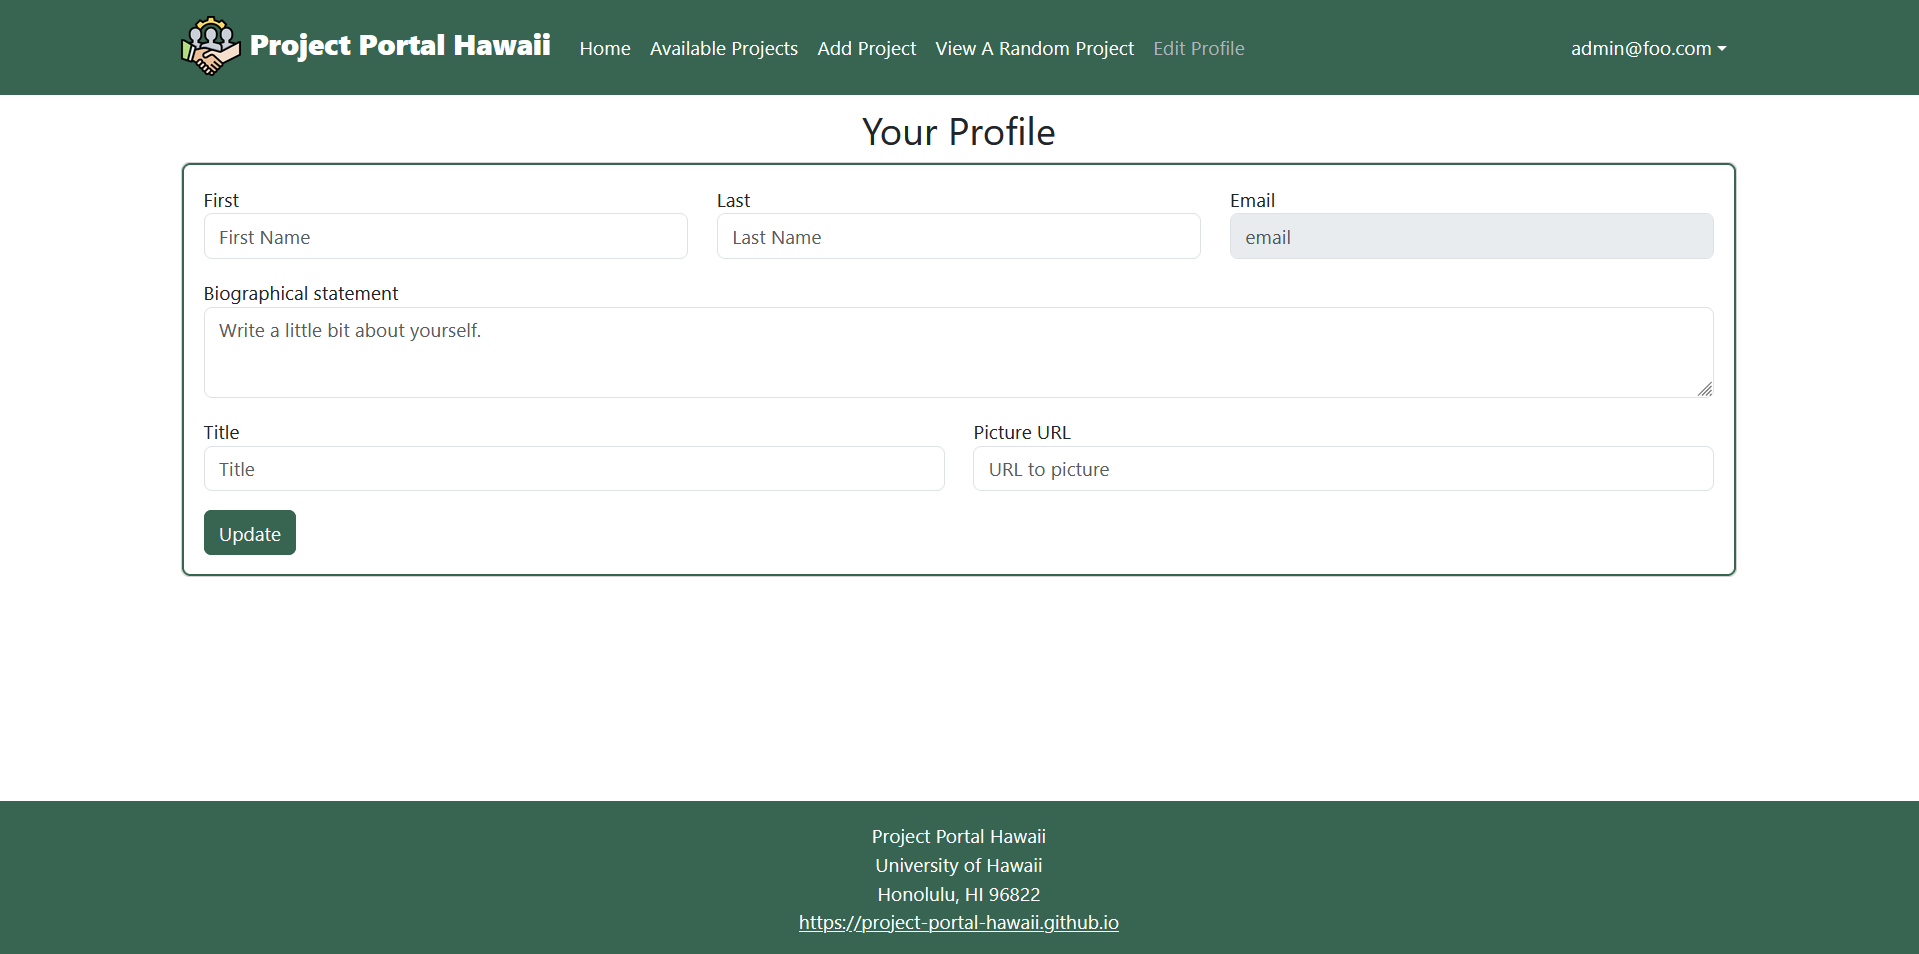 Project Portal Hawaii Home Available Projects Add Project View A Random Project Edit Profile admin@foo.com
Your Profile
First Last Email
First Name Last Name email
Biographical statement
Write a little bit about yourself.
Title Picture URL
Title URL to picture
Update
Project Portal Hawaii
University of Hawaii
Honolulu, HI 96822
https://project-portal-hawaii.github.io